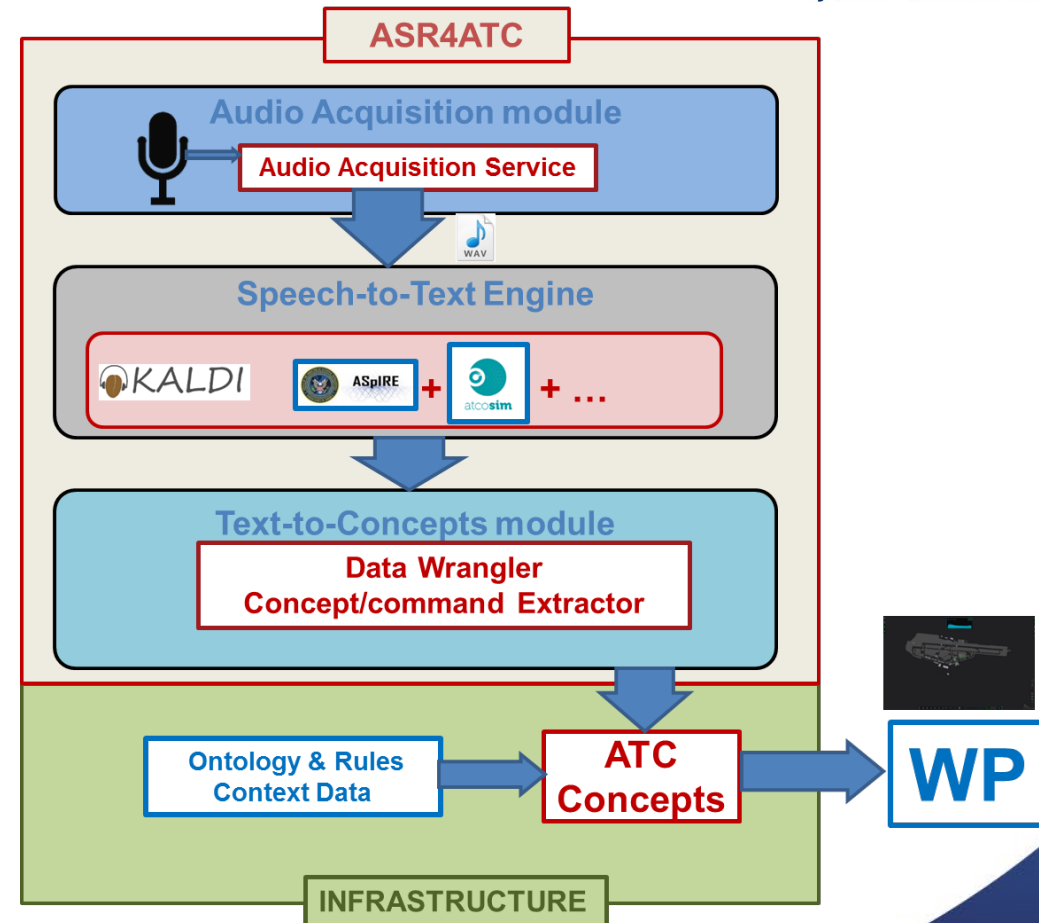 ASR4ATC
Audio Acquisition module
Audio Acquisition Service
WAV
Speech-to-Text Engine
KALDI
ASpIRE
+
atcosim
+ ...
Text-to-Concepts module
Data Wrangler
Concept/command Extractor
Ontology & Rules
Context Data
ATC
Concepts
WP
INFRASTRUCTURE